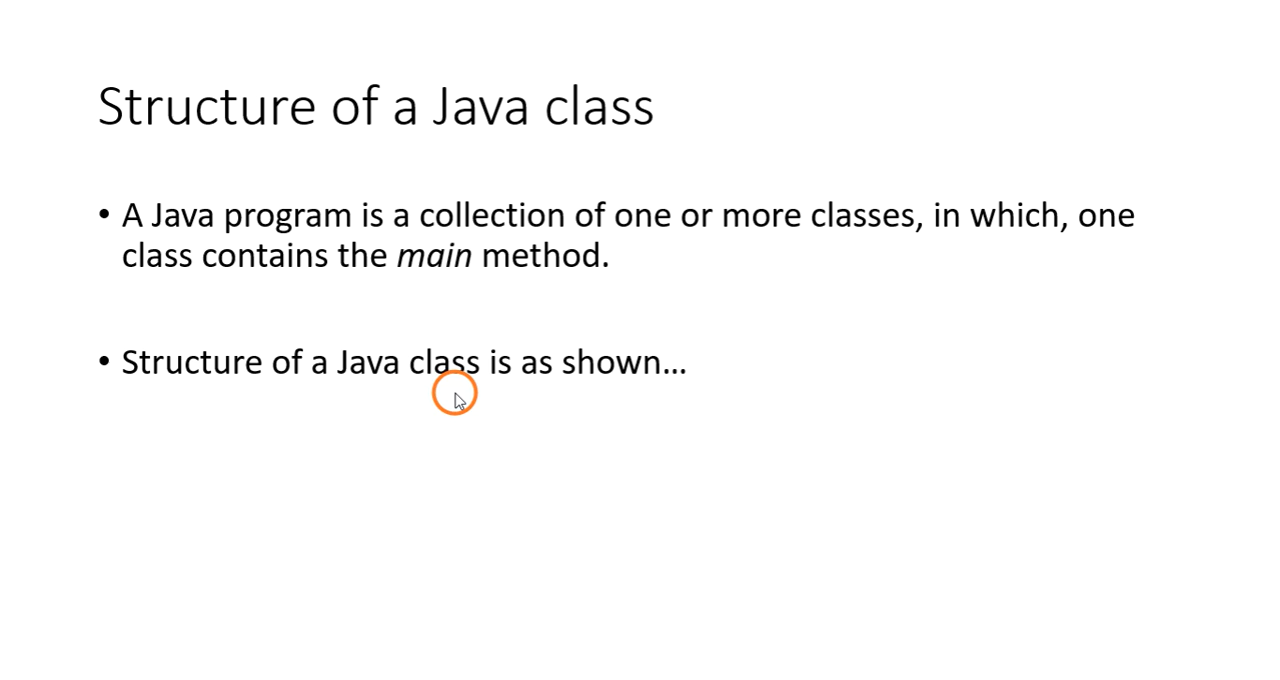 Structure of a Java class
• A Java program is a collection of one or more classes, in which, one
class contains the main method.
• Structure of a Java class is as shown...